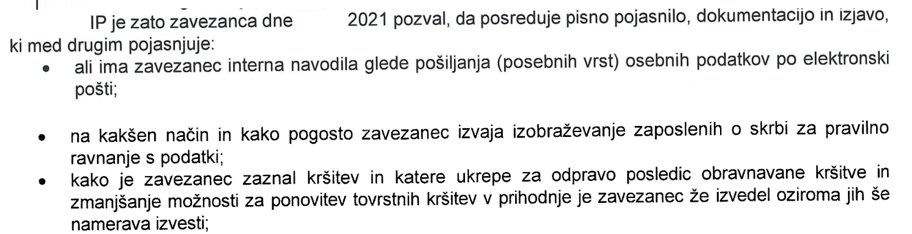 IP je zato zavezanca dne 2021 pozval, da posreduje pisno pojasnilo, dokumentacijo in izjavo,
ki med drugim pojasnjuje:
• ali ima zavezanec interna navodila glede pošiljanja (posebnih vrst) osebnih podatkov po elektronski
pošti;
• na kakšen način in kako pogosto zavezanec izvaja izobraževanje zaposlenih o skrbi za pravilno
ravnanje s podatki;
• kako je zavezanec zaznal kršitev in katere ukrepe za odpravo posledic obravnavane kršitve in
zmanjšanje možnosti za ponovitev tovrstnih kršitev v prihodnje je zavezanec že izvedel oziroma jih še
namerava izvesti;